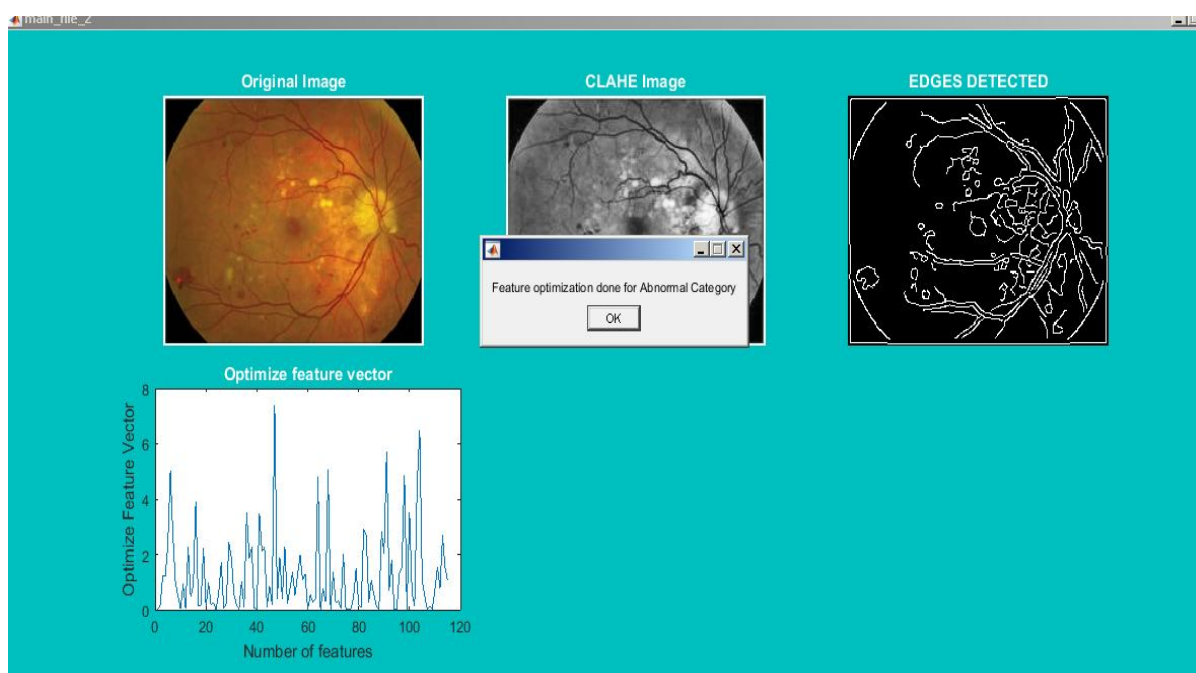 main_file_2
Original Image
CLAHE Image
EDGES DETECTED
Feature optimization done for Abnormal Category
OK
Optimize feature vector
Optimize Feature Vector
8
6
4
2
0
0 20 40 60 80 100 120
Number of features